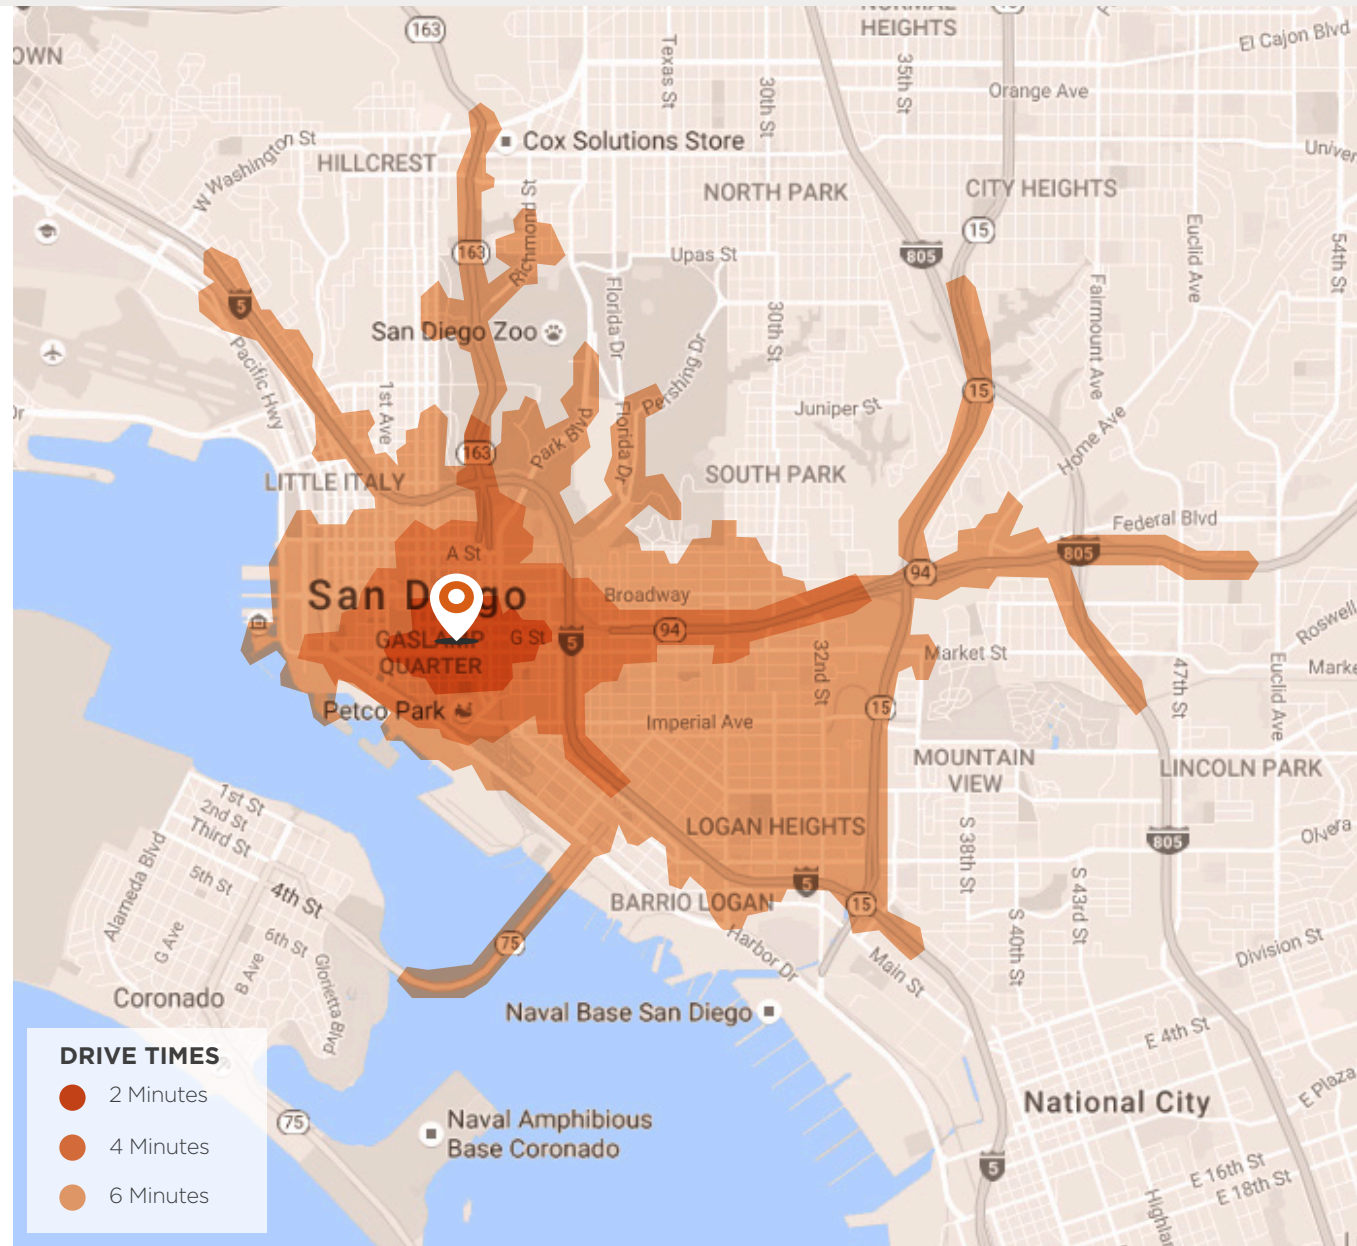 163
NORMAL
HEIGHTS
El Cajon Blvd
OWN
Texas St
30th St
35th St
Orange Ave
W Washington St
HILLCREST
Cox Solutions Store
NORTH PARK
CITY HEIGHTS
Richmond St
163
Upas St
805
15
Euclid Ave
54th St
5
San Diego Zoo
Florida Dr
Pershing Dr
30th St
Fairmount Ave
Pacific Hwy
1st Ave
Juniper St
15
Home Ave
163
Park Blvd
Florida Dr
LITTLE ITALY
SOUTH PARK
Federal Blvd
A St
805
94
San Diego
Broadway
94
GASLAMP
QUARTER
G St
5
32nd St
Market St
Roswell
Marke
47th St
Euclid Ave
Petco Park
Imperial Ave
15
MOUNTAIN
VIEW
LINCOLN PARK
1st St
2nd St
Third St
LOGAN HEIGHTS
S 38th St
805
Olvera
Alameda Blvd
5th St
4th St
5
15
BARRIO LOGAN
S 43rd St
S 40th St
G Ave
B Ave
6th St
Glorietta Blvd
75
Harbor Dr
Main St
Division St
Coronado
Naval Base San Diego
E 4th St
DRIVE TIMES
2 Minutes
4 Minutes
6 Minutes
75
Naval Amphibious
Base Coronado
National City
E Plaza
5
E 16th St
E 18th St
Highla